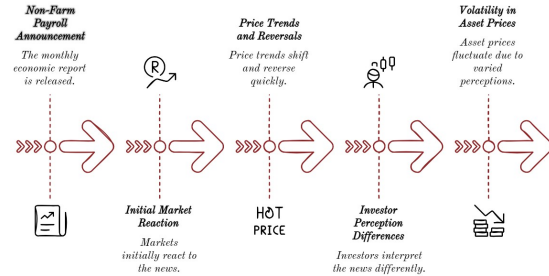 Non-Farm
Payroll
Announcement
The monthly
economic report
is released.
R
Initial Market
Reaction
Markets
initially react to
the news.
Price Trends
and Reversals
Price trends shift
and reverse
quickly.
HOT
PRICE
Investor
Perception
Differences
Investors interpret
the news differently.
Volatility in
Asset Prices
Asset prices
fluctuate due to
varied
perceptions.